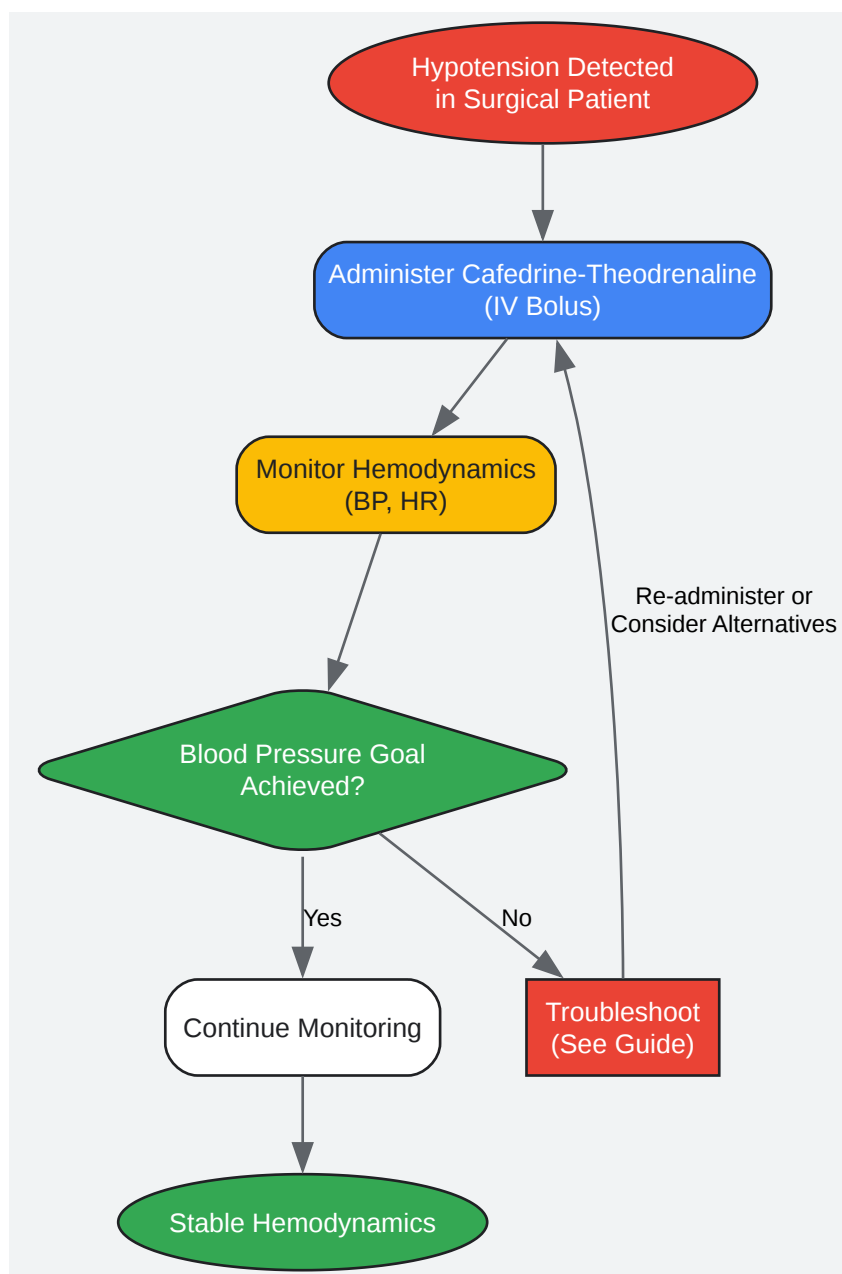 Hypotension Detected
in Surgical Patient
Administer Cafedrine-Theodrenaline
(IV Bolus)
Monitor Hemodynamics
(BP, HR)
Re-administer or
Consider Alternatives
Blood Pressure Goal
Achieved?
Yes
No
Continue Monitoring
Troubleshoot
(See Guide)
Stable Hemodynamics